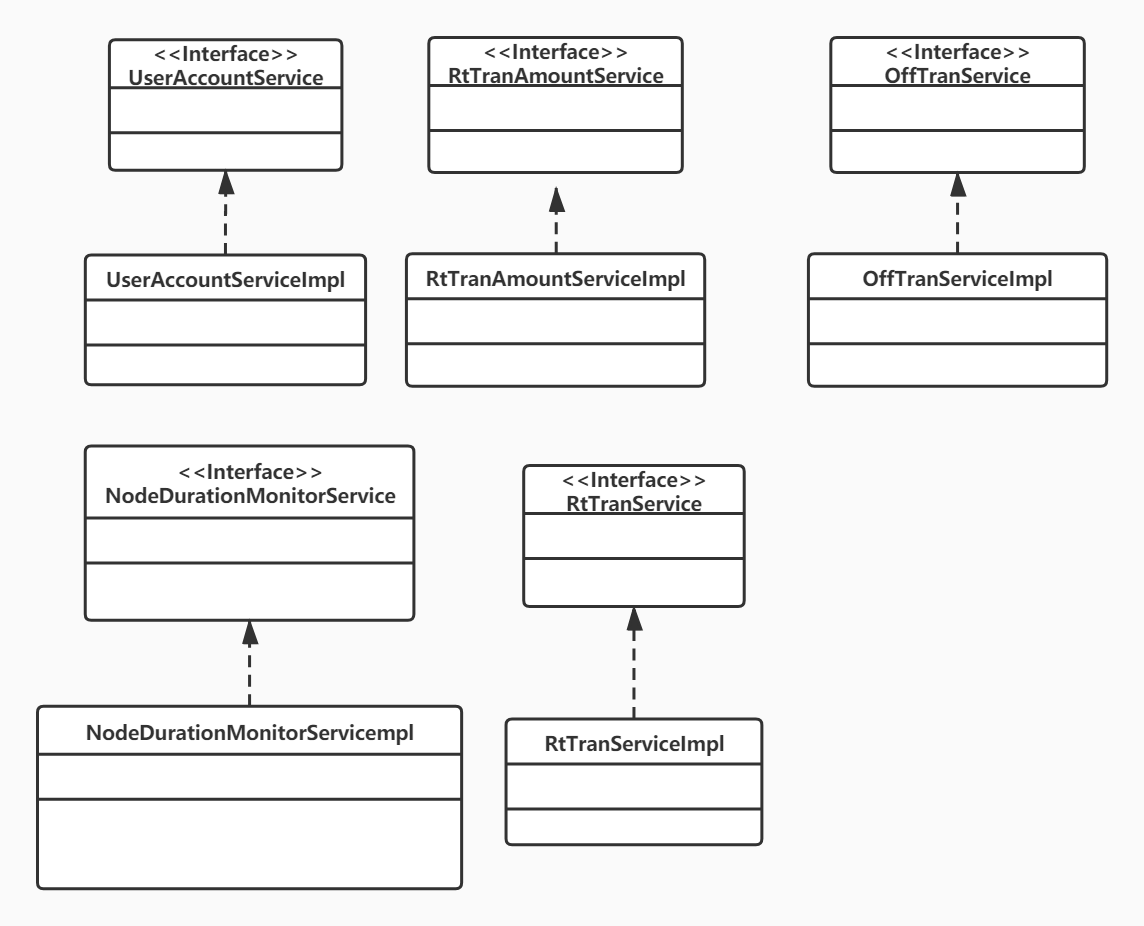 <<Interface>>
UserAccountService
<<Interface>>
RtTranAmountService
<<Interface>>
OffTranService
UserAccountServiceImpl
RtTranAmountServiceImpl
OffTranServiceImpl
<<Interface>>
NodeDurationMonitorService
<<Interface>>
RtTranService
NodeDurationMonitorServicempl
RtTranServiceImpl